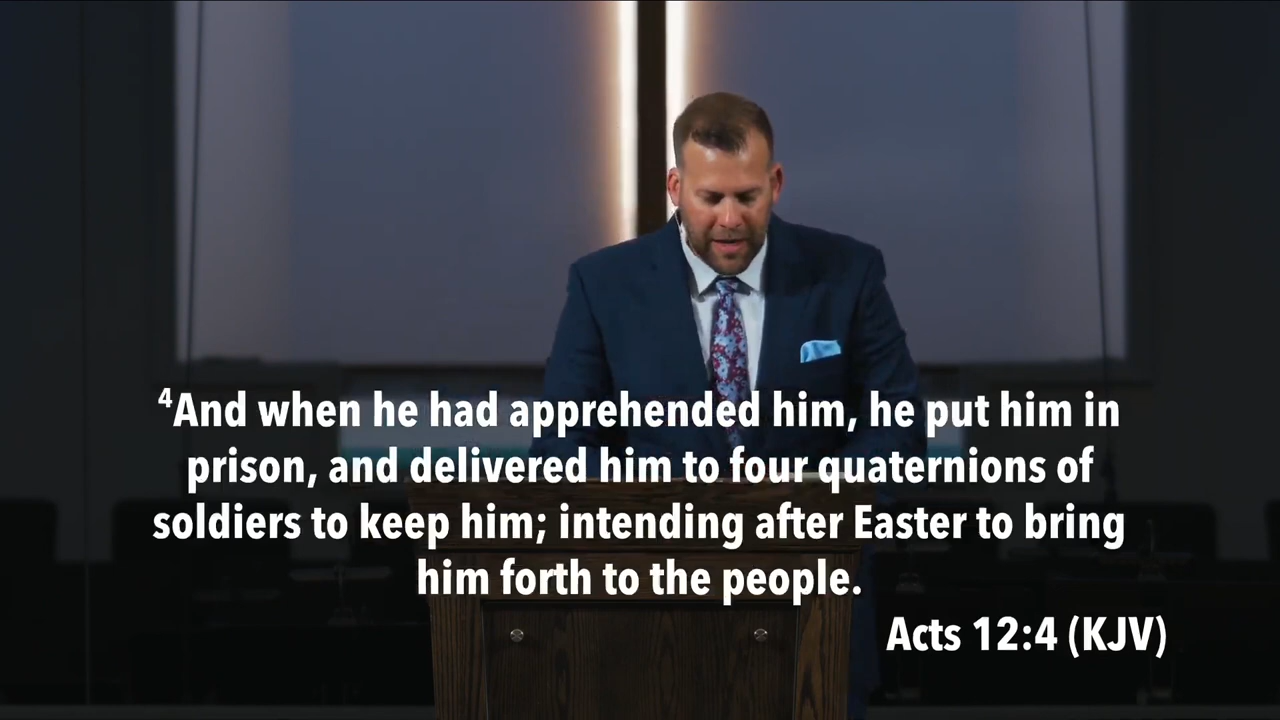 ⁴And when he had apprehended him, he put him in
prison, and delivered him to four quaternions of
soldiers to keep him; intending after Easter to bring
him forth to the people.
Acts 12:4 (KJV)